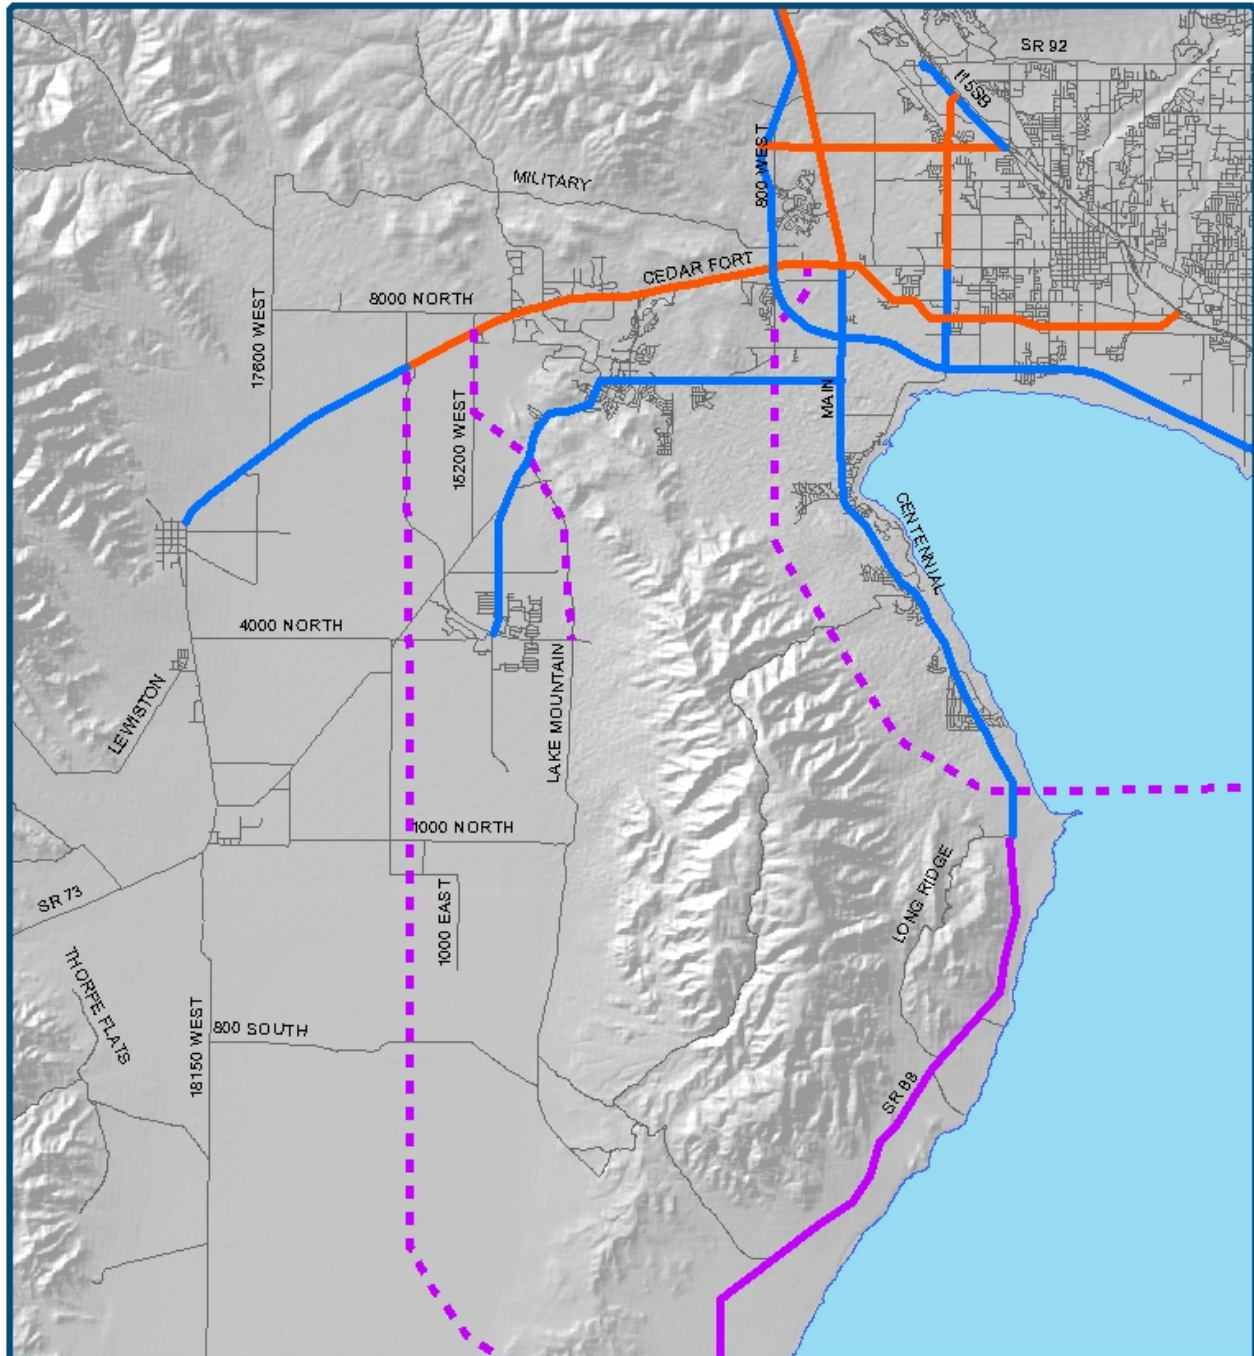 SR 92
I15SB
800 WEST
MILITARY
CEDAR FORT
8000 NORTH
17600 WEST
MAIN
15200 WEST
CENTENNIAL
4000 NORTH
LAKE MOUNTAIN
LEWISTON
1000 NORTH
LONG RIDGE
SR 73
1000 EAST
THORPE FLATS
18150 WEST
800 SOUTH
SR 68